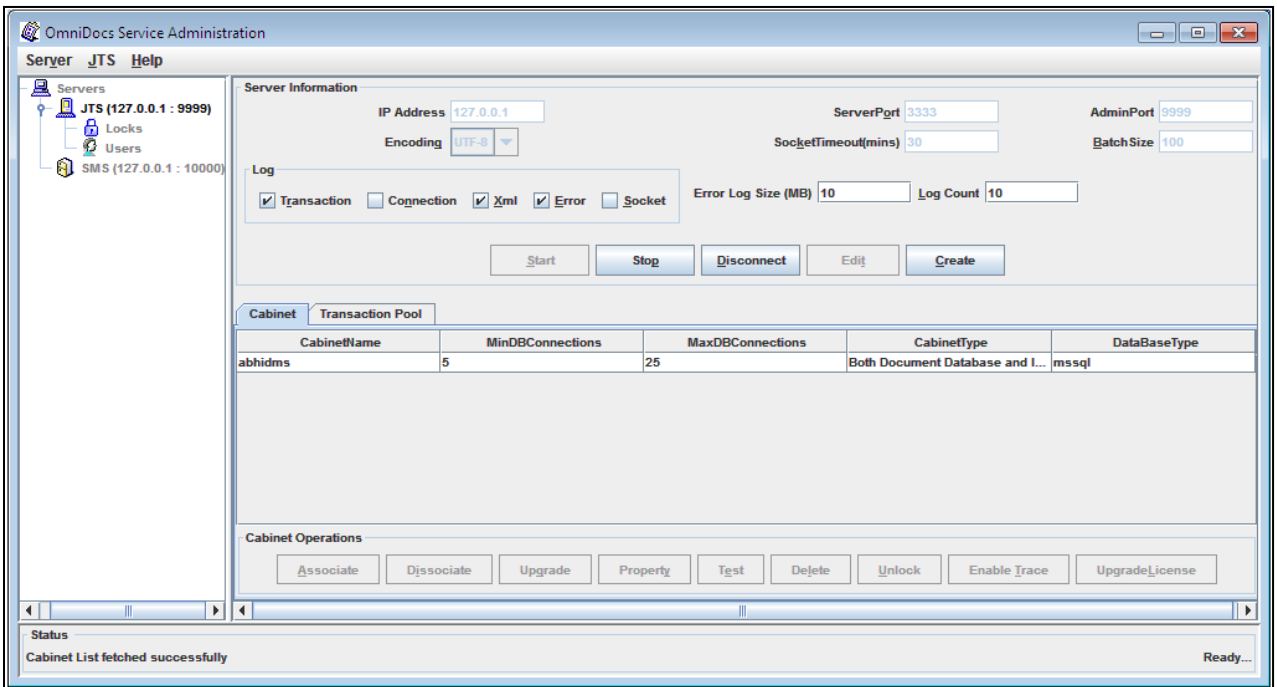 OmniDocs Service Administration
Server JTS Help
Servers
JTS (127.0.0.1 : 9999)
Locks
Users
SMS (127.0.0.1 : 10000)
Server Information
IP Address 127.0.0.1 ServerPort 3333 AdminPort 9999
Encoding UTF-8 SocketTimeout(mins) 30 BatchSize 100
Log
Transaction Connection Xml Error Socket Error Log Size (MB) 10 Log Count 10
Start Stop Disconnect Edit Create
Cabinet Transaction Pool
CabinetName MinDBConnections MaxDBConnections CabinetType DataBaseType
abhidms 5 25 Both Document Database and I... mssql
Cabinet Operations
Associate Dissociate Upgrade Property Test Delete Unlock Enable Trace UpgradeLicense
Status
Cabinet List fetched successfully Ready...